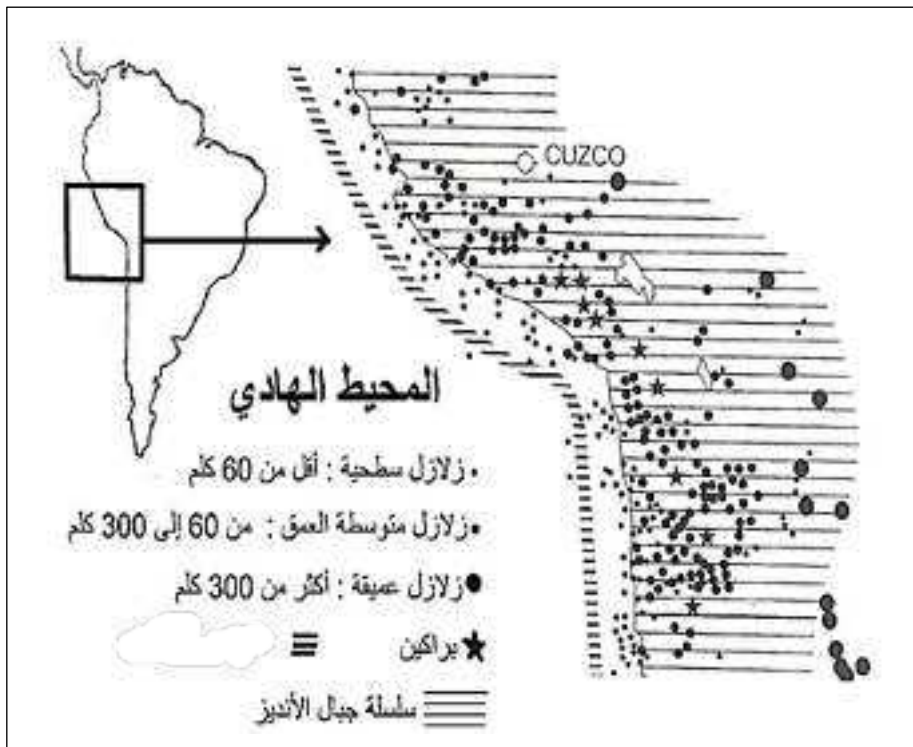 CUZCO
المحيط الهادي
زلازل سطحية : أقل من 60 كلم
زلازل متوسطة العمق : من 60 إلى 300 كلم
زلازل عميقة : أكثر من 300 كلم
براكين
سلسلة جبال الأنديز